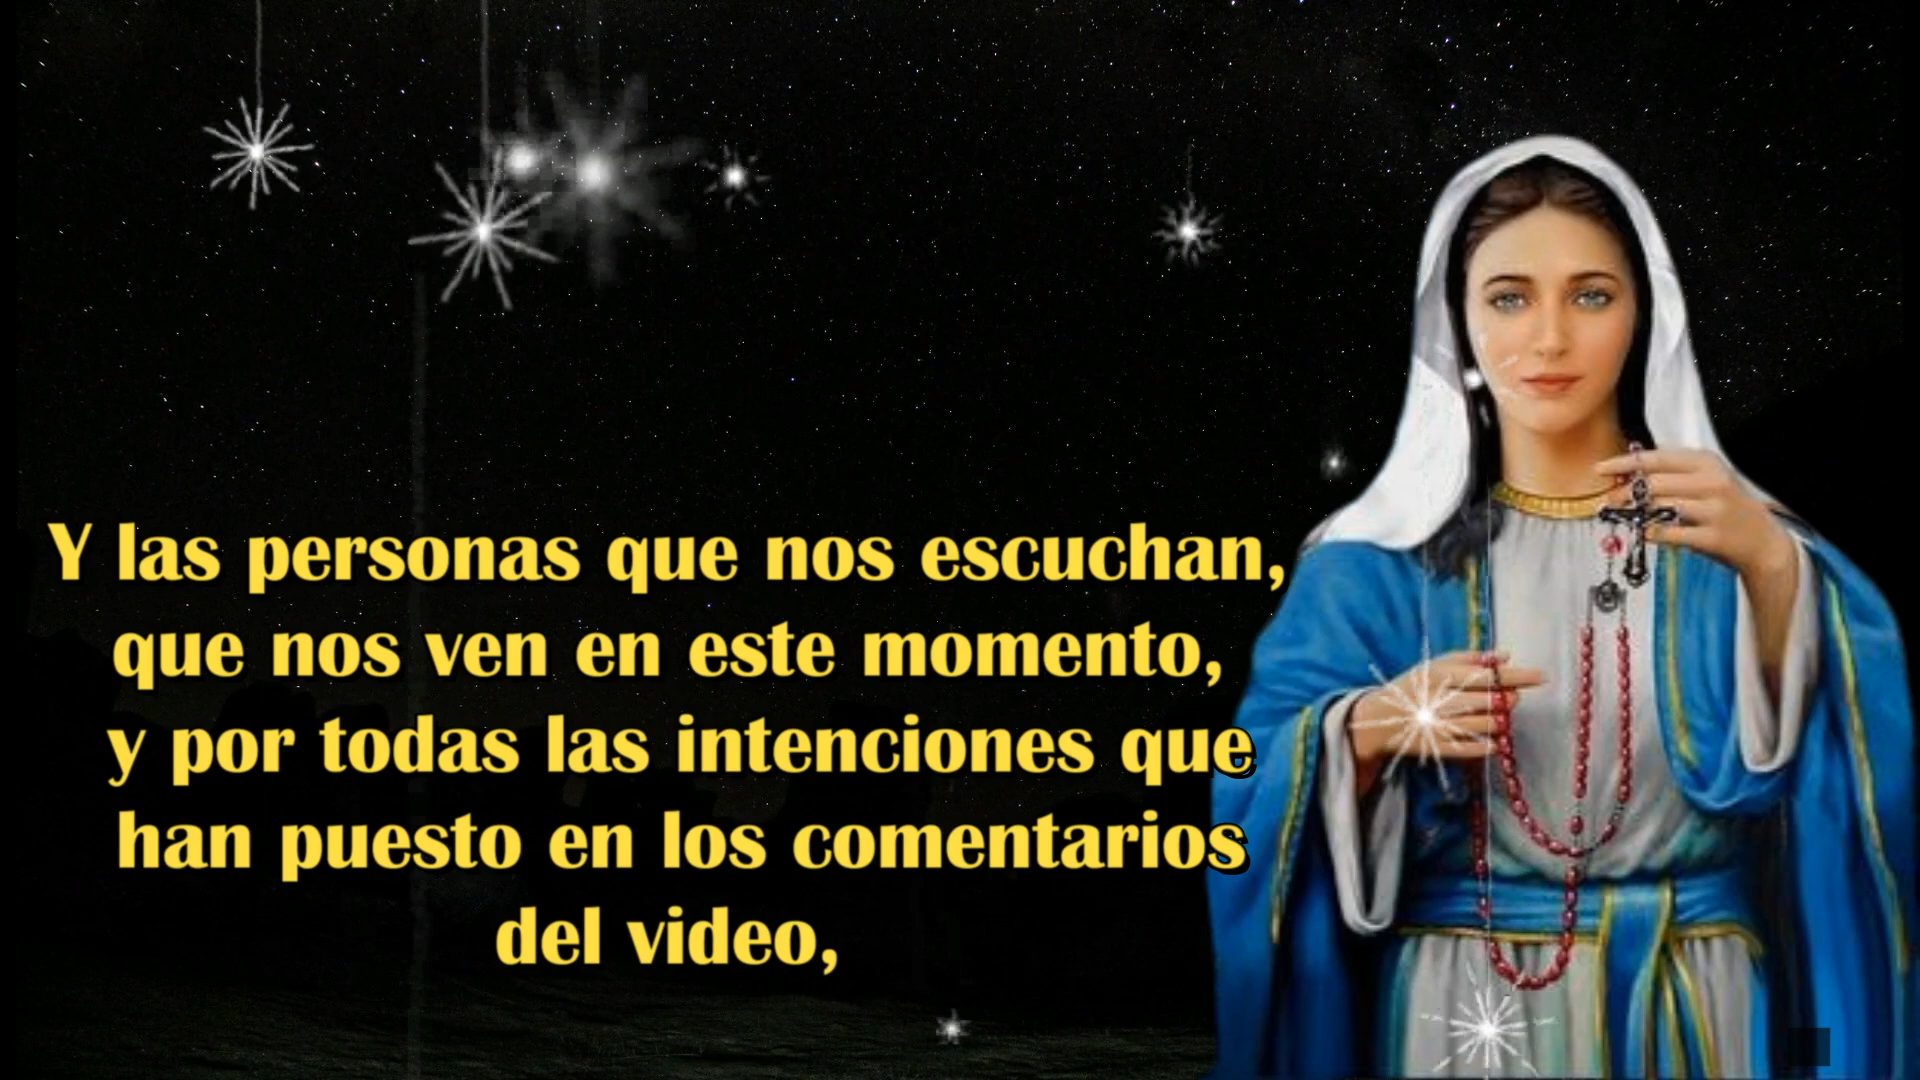 Y las personas que nos escuchan,
que nos ven en este momento,
y por todas las intenciones que
han puesto en los comentarios
del video,